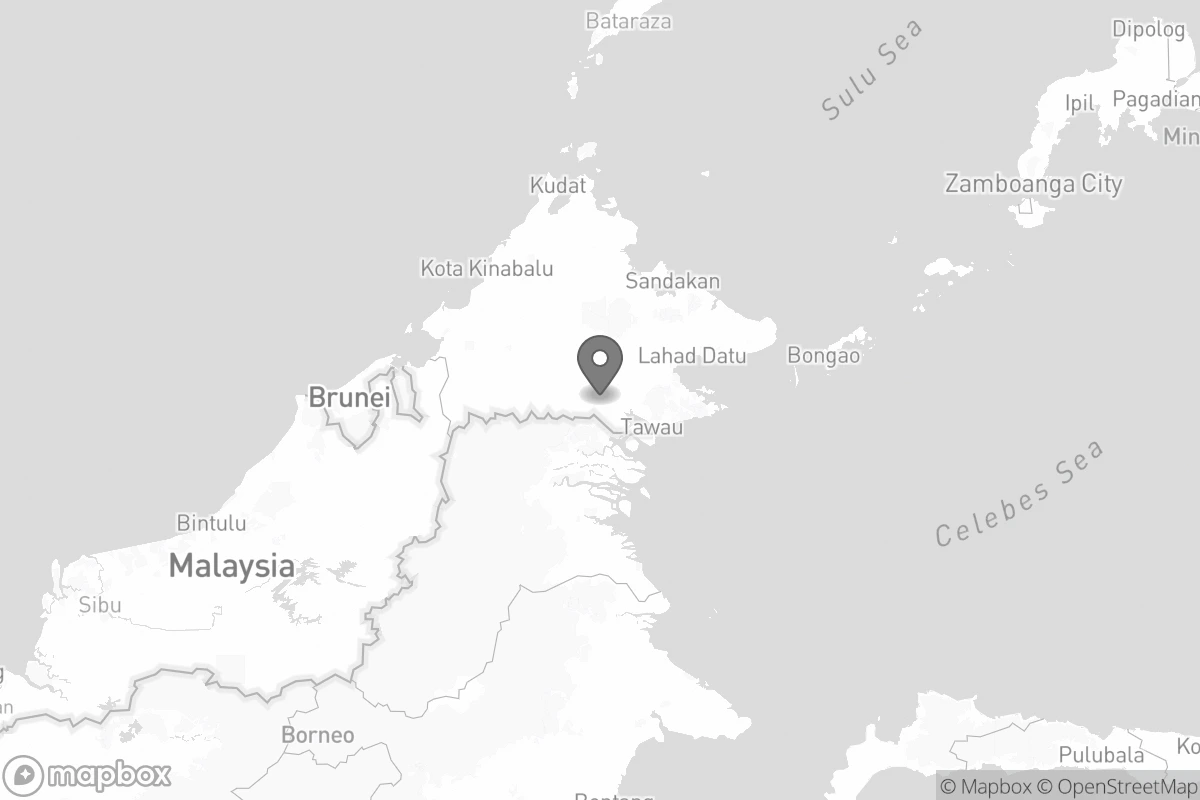 Bataraza
Dipolog
Sulu Sea
Ipil
Pagadian
Min
Kudat
Zamboanga City
Kota Kinabalu
Sandakan
Lahad Datu
Bongao
Brunei
Tawau
Celebes Sea
Bintulu
Malaysia
Sibu
g
an
Borneo
Ko
Pulubala
mapbox
© Mapbox © OpenStreetMap